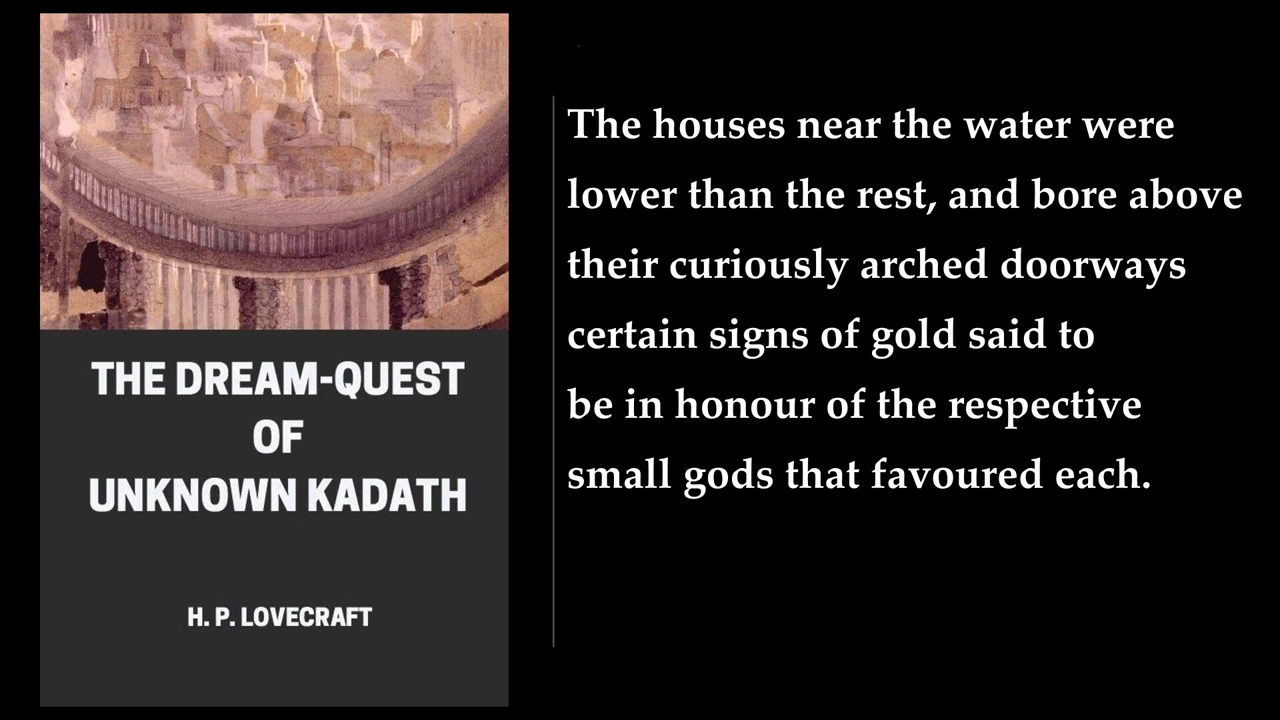 THE DREAM-QUEST
OF
UNKNOWN KADATH
H. P. LOVECRAFT
The houses near the water were
lower than the rest, and bore above
their curiously arched doorways
certain signs of gold said to
be in honour of the respective
small gods that favoured each.